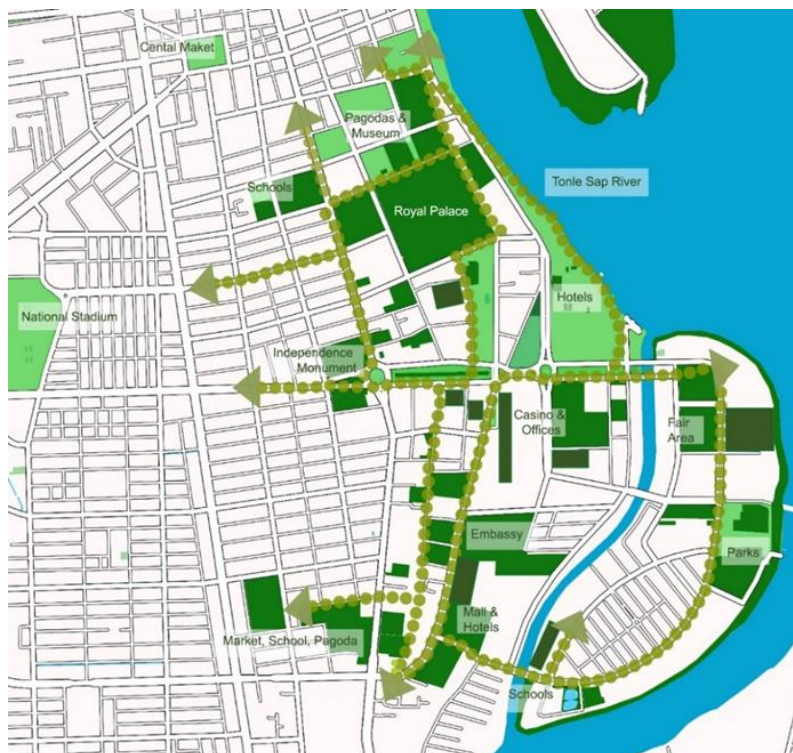 Cental Maket
Pagodas &
Museum
Schools
Tonle Sap River
Royal Palace
National Stadium
Hotels
Independence
Monument
Casino &
Offices
Fair
Area
Embassy
Parks
Mall &
Hotels
Market, School, Pagoda
Schools